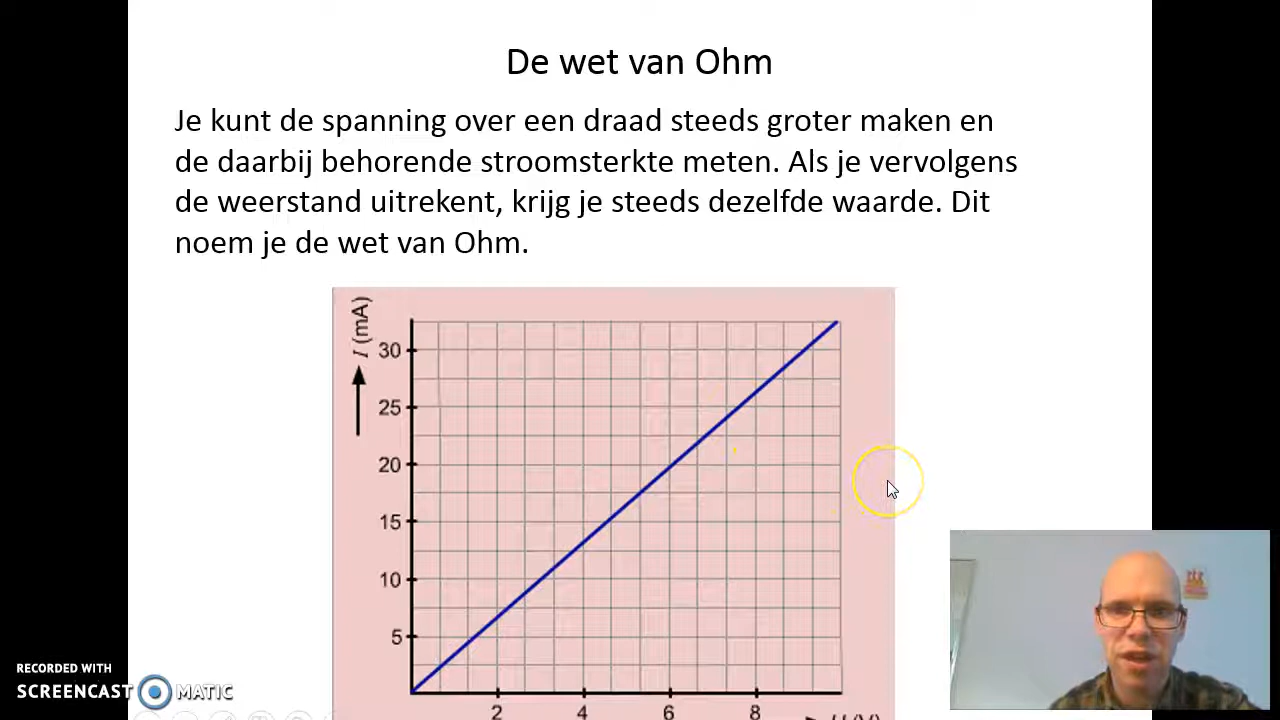 De wet van Ohm
Je kunt de spanning over een draad steeds groter maken en
de daarbij behorende stroomsterkte meten. Als je vervolgens
de weerstand uitrekent, krijg je steeds dezelfde waarde. Dit
noem je de wet van Ohm.
I (mA)
30
25
20
15
10
5
2 4 6 8
RECORDED WITH
SCREENCAST MATIC